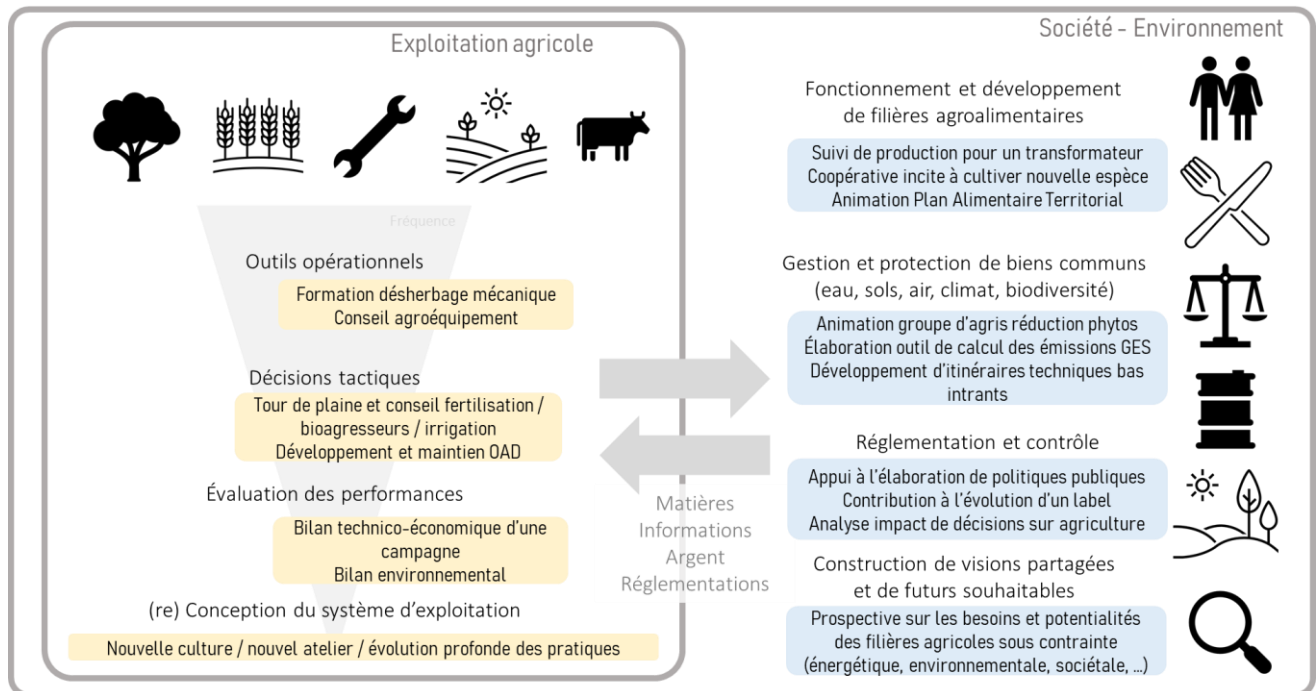 Exploitation agricole
Fréquence
Outils opérationnels
Formation désherbage mécanique
Conseil agroéquipement
Décisions tactiques
Tour de plaine et conseil fertilisation /
bioagresseurs / irrigation
Développement et maintien OAD
Évaluation des performances
Bilan technico-économique d'une
campagne
Bilan environnemental
(re) Conception du système d'exploitation
Nouvelle culture / nouvel atelier / évolution profonde des pratiques
Matières
Informations
Argent
Réglementations
Société - Environnement
Fonctionnement et développement
de filières agroalimentaires
Suivi de production pour un transformateur
Coopérative incite à cultiver nouvelle espèce
Animation Plan Alimentaire Territorial
Gestion et protection de biens communs
(eau, sols, air, climat, biodiversité)
Animation groupe d'agris réduction phytos
Élaboration outil de calcul des émissions GES
Développement d'itinéraires techniques bas
intrants
Réglementation et contrôle
Appui à l'élaboration de politiques publiques
Contribution à l'évolution d'un label
Analyse impact de décisions sur agriculture
Construction de visions partagées
et de futurs souhaitables
Prospective sur les besoins et potentialités
des filières agricoles sous contrainte
(énergétique, environnementale, sociétale, ...)